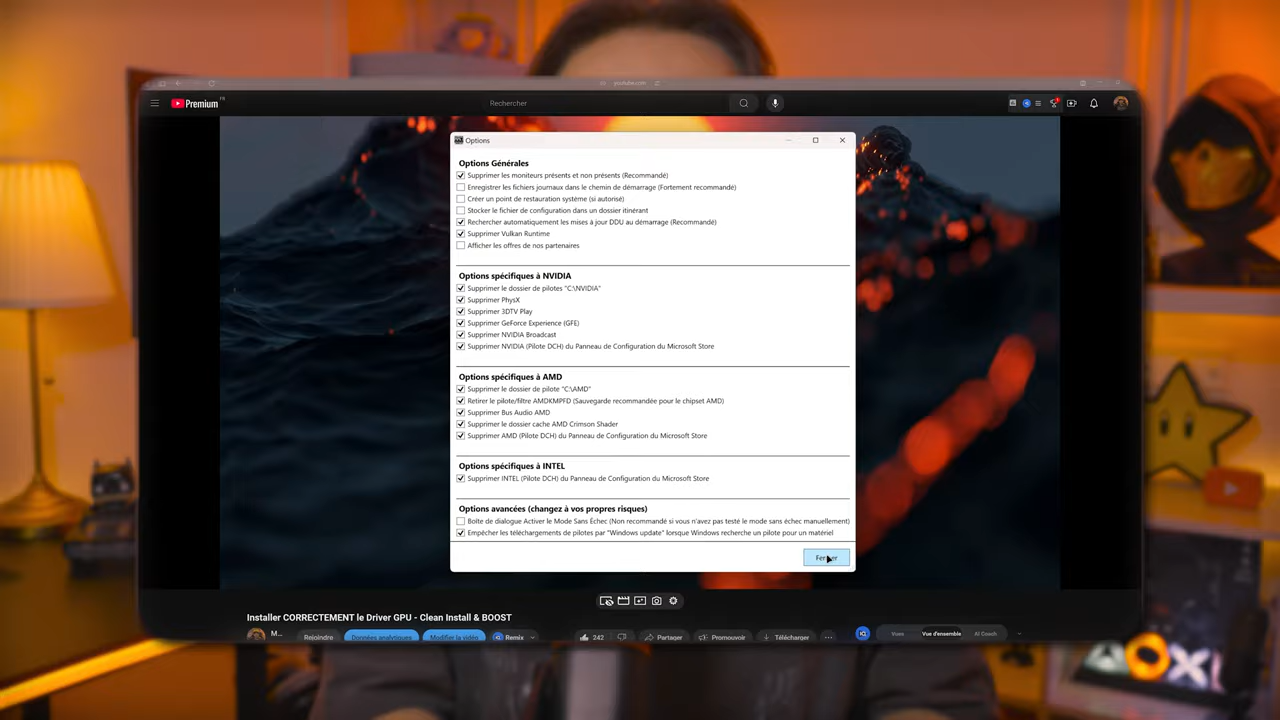 youtube.com
Premium FR
Rechercher
Options
Options Générales
Supprimer les moniteurs présents et non présents (Recommandé)
Enregistrer les fichiers journaux dans le chemin de démarrage (Fortement recommandé)
Créer un point de restauration système (si autorisé)
Stocker le fichier de configuration dans un dossier itinérant
Rechercher automatiquement les mises à jour DDU au démarrage (Recommandé)
Supprimer Vulkan Runtime
Afficher les offres de nos partenaires
Options spécifiques à NVIDIA
Supprimer le dossier de pilotes "C:\NVIDIA"
Supprimer PhysX
Supprimer 3DTV Play
Supprimer GeForce Experience (GFE)
Supprimer NVIDIA Broadcast
Supprimer NVIDIA (Pilote DCH) du Panneau de Configuration du Microsoft Store
Options spécifiques à AMD
Supprimer le dossier de pilote "C:\AMD"
Retirer le pilote/filtre AMDKMPFD (Sauvegarde recommandée pour le chipset AMD)
Supprimer Bus Audio AMD
Supprimer le dossier cache AMD Crimson Shader
Supprimer AMD (Pilote DCH) du Panneau de Configuration du Microsoft Store
Options spécifiques à INTEL
Supprimer INTEL (Pilote DCH) du Panneau de Configuration du Microsoft Store
Options avancées (changez à vos propres risques)
Boîte de dialogue Activer le Mode Sans Échec (Non recommandé si vous n'avez pas testé le mode sans échec manuellement)
Empêcher les téléchargements de pilotes par "Windows update" lorsque Windows recherche un pilote pour un matériel
Fermer
Installer CORRECTEMENT le Driver GPU - Clean Install & BOOST
M... Rejoindre Données analytiques Modifier la vidéo Remix 242 Partager Promouvoir Télécharger ... Vues Vue d'ensemble AI Coach